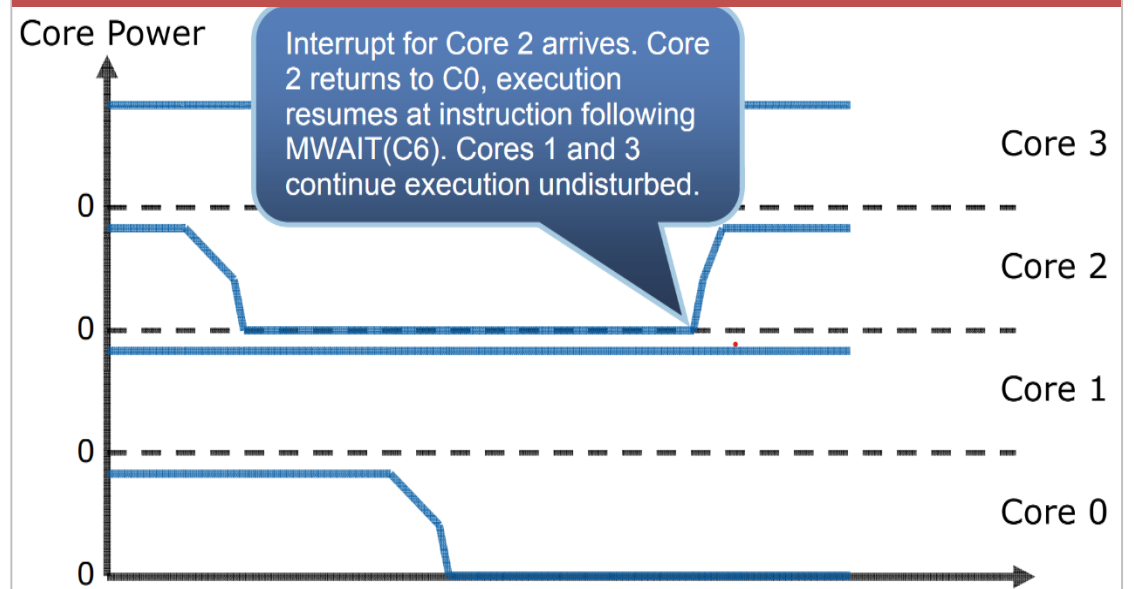 Core Power
Interrupt for Core 2 arrives. Core
2 returns to C0, execution
resumes at instruction following
MWAIT(C6). Cores 1 and 3
continue execution undisturbed.
Core 3
0
Core 2
0
Core 1
0
Core 0
0